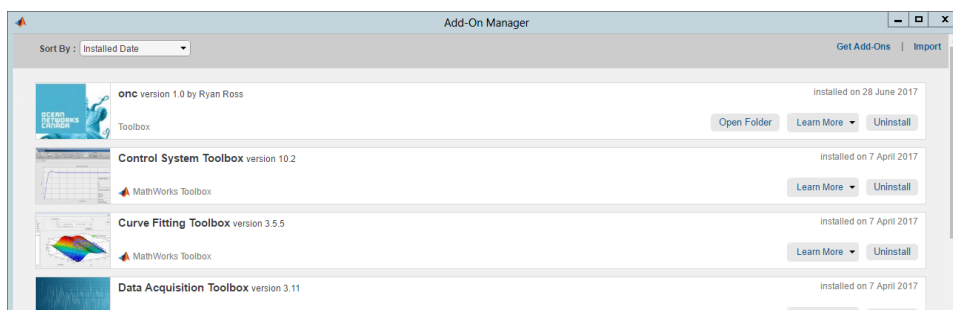 Add-On Manager
Sort By : Installed Date
Get Add-Ons | Import
onc version 1.0 by Ryan Ross
installed on 28 June 2017
OCEAN
NETWORKS
CANADA
Toolbox
Open Folder
Learn More
Uninstall
Control System Toolbox version 10.2
installed on 7 April 2017
MathWorks Toolbox
Learn More
Uninstall
Curve Fitting Toolbox version 3.5.5
installed on 7 April 2017
MathWorks Toolbox
Learn More
Uninstall
Data Acquisition Toolbox version 3.11
installed on 7 April 2017